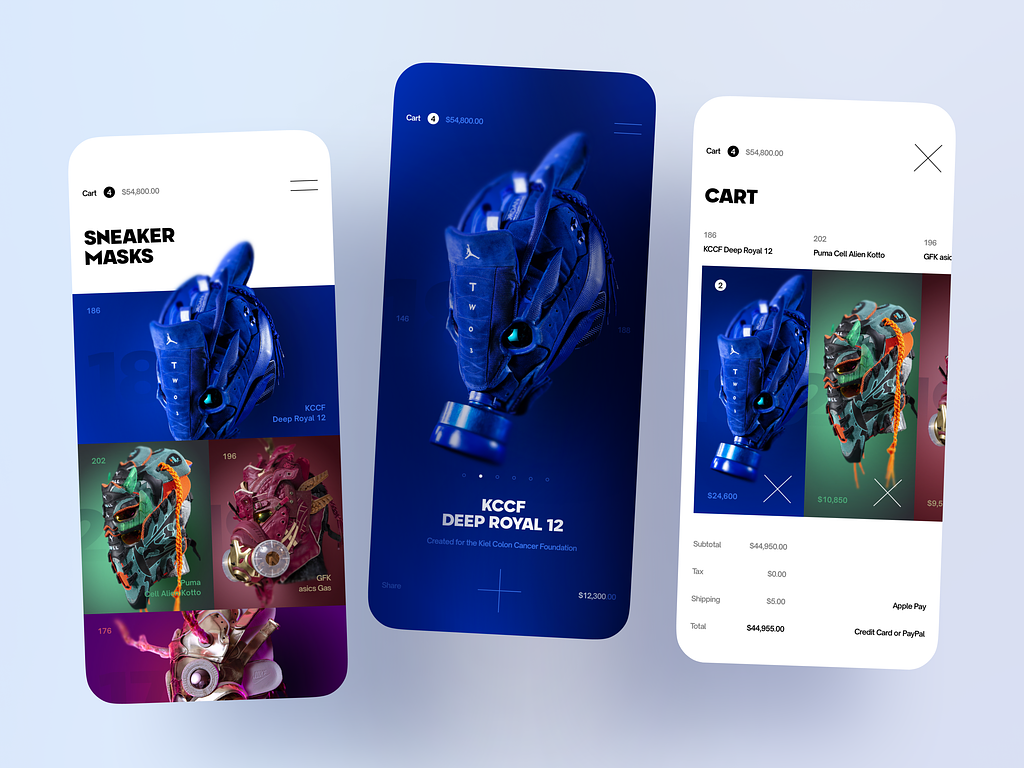 Cart 4 $54,800.00
SNEAKER
MASKS
186
KCCF
Deep Royal 12
202
Puma
Cell Alien Kotto
196
GFK
asics Gas
176
Cart 4 $54,800.00
146
188
T
W
O
3
KCCF
DEEP ROYAL 12
Created for the Kiel Colon Cancer Foundation
Share
$12,300.00
Cart 4 $54,800.00
CART
186
KCCF Deep Royal 12
202
Puma Cell Alien Kotto
196
GFK asic
2
$24,600
$10,850
$9,5
Subtotal $44,950.00
Tax $0.00
Shipping $5.00
Total $44,955.00
Apple Pay
Credit Card or PayPal